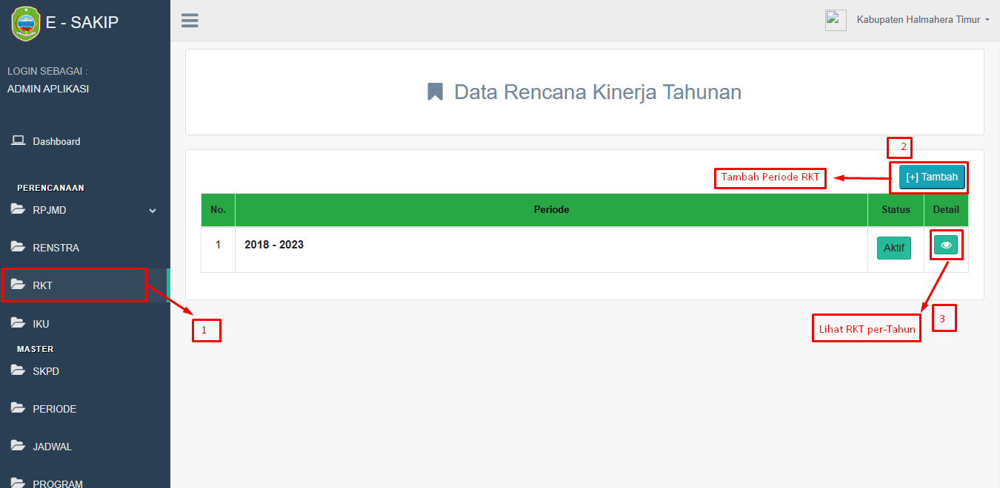 E - SAKIP
Kabupaten Halmahera Timur
LOGIN SEBAGAI :
ADMIN APLIKASI
Dashboard
PERENCANAAN
RPJMD
RENSTRA
RKT
IKU
MASTER
SKPD
PERIODE
JADWAL
PROGRAM
Data Rencana Kinerja Tahunan
2
Tambah Periode RKT
[+] Tambah
No. Periode Status Detail
1 2018 - 2023 Aktif
1
Lihat RKT per-Tahun
3